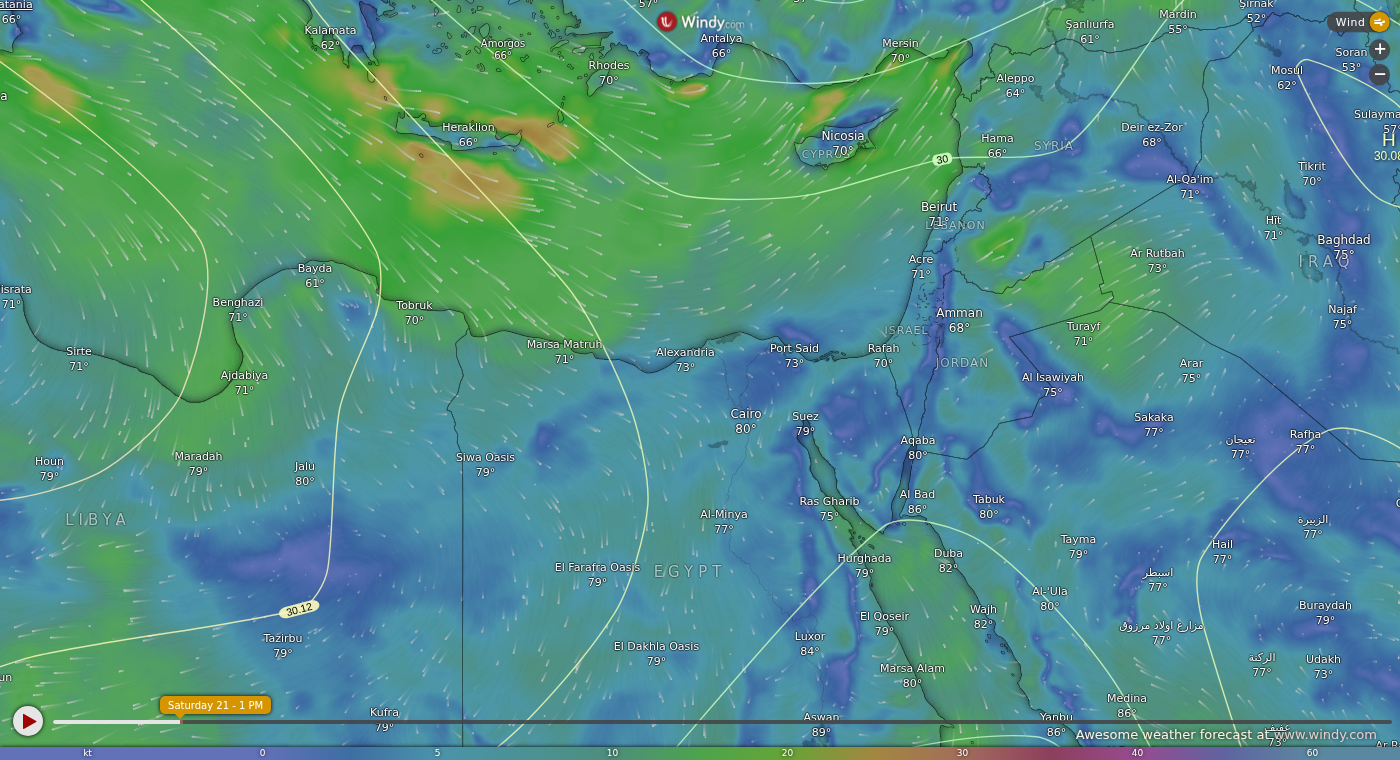 atania
66°
57°
Kalamata
62°
Amorgos
66°
Rhodes
70°
Windy.com
Antalya
66°
Mersin
70°
Şanlıurfa
61°
Mardin
55°
Şırnak
52°
Wind
Soran
53°
Mosul
62°
Aleppo
64°
a
Heraklion
66°
Nicosia
70°
CYPRUS
Hama
66°
SYRIA
Deir ez-Zor
68°
Sulayma
57
H
30.08
30
Al-Qa'im
71°
Tikrit
70°
Beirut
71°
LEBANON
Hīt
71°
Baghdad
75°
IRAQ
Acre
71°
Ar Rutbah
73°
Bayda
61°
israta
71°
Benghazi
71°
Tobruk
70°
Amman
68°
Najaf
75°
ISRAEL
Turayf
71°
Sirte
71°
Marsa Matruh
71°
Alexandria
73°
Port Said
73°
Rafah
70°
JORDAN
Arar
75°
Ajdabiya
71°
Al Isawiyah
75°
Cairo
80°
Suez
79°
Sakaka
77°
Aqaba
80°
نعيجان
77°
Rafha
77°
Houn
79°
Maradah
79°
Jalu
80°
Siwa Oasis
79°
Al Bad
86°
Tabuk
80°
Ras Gharib
75°
LIBYA
Al-Minya
77°
الزبيرة
77°
Tayma
79°
Hail
77°
Hurghada
79°
Duba
82°
El Farafra Oasis
79°
EGYPT
اسبطر
77°
Al-'Ula
80°
30.12
Buraydah
79°
El Qoseir
79°
Wajh
82°
مزارع اولاد مرزوق
77°
Tazirbu
79°
Luxor
84°
El Dakhla Oasis
79°
الركنة
77°
Udakh
73°
un
Marsa Alam
80°
Saturday 21 - 1 PM
Medina
86°
Kufra
79°
Aswan
89°
Yanbu
86°
عفيف
73°
Awesome weather forecast at www.windy.com
Ar R
kt 0 5 10 20 30 40 60